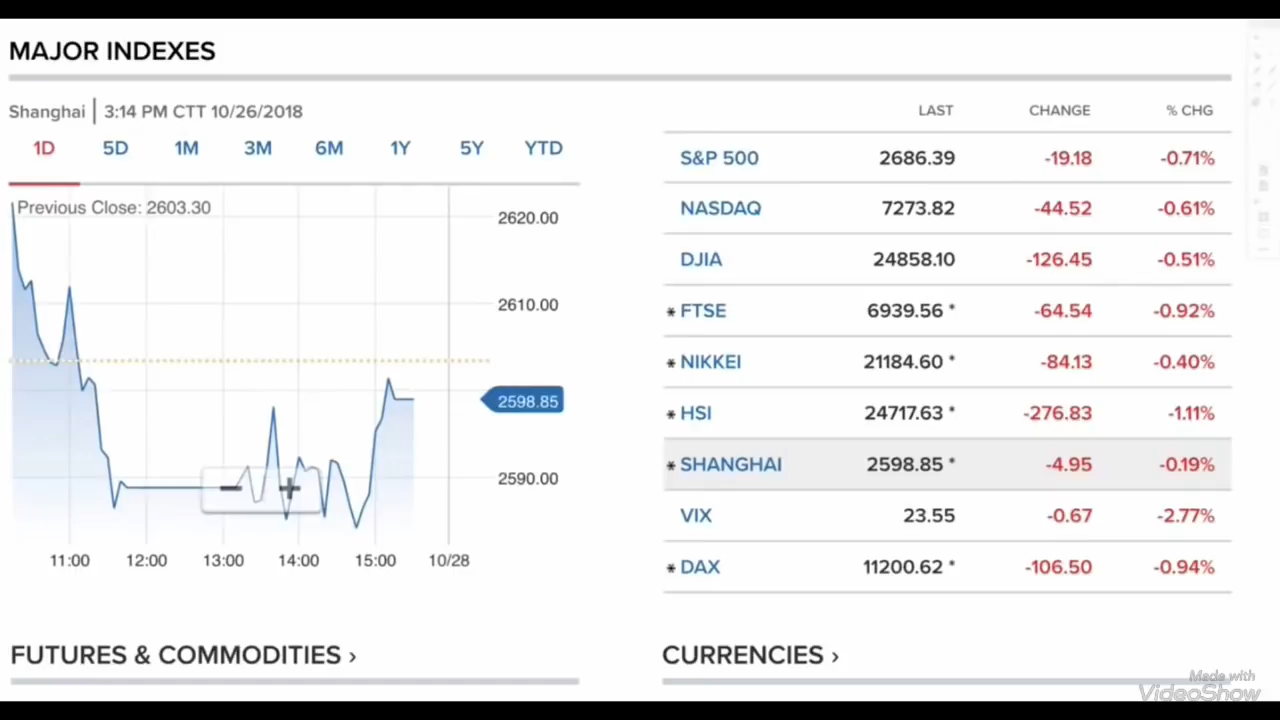 MAJOR INDEXES
Shanghai | 3:14 PM CTT 10/26/2018
1D 5D 1M 3M 6M 1Y 5Y YTD
Previous Close: 2603.30
2620.00
2610.00
2598.85
2590.00
11:00 12:00 13:00 14:00 15:00 10/28
LAST CHANGE % CHG
S&P 500 2686.39 -19.18 -0.71%
NASDAQ 7273.82 -44.52 -0.61%
DJIA 24858.10 -126.45 -0.51%
* FTSE 6939.56 * -64.54 -0.92%
* NIKKEI 21184.60 * -84.13 -0.40%
* HSI 24717.63 * -276.83 -1.11%
* SHANGHAI 2598.85 * -4.95 -0.19%
VIX 23.55 -0.67 -2.77%
* DAX 11200.62 * -106.50 -0.94%
FUTURES & COMMODITIES ›
CURRENCIES ›
Made with
VideoShow